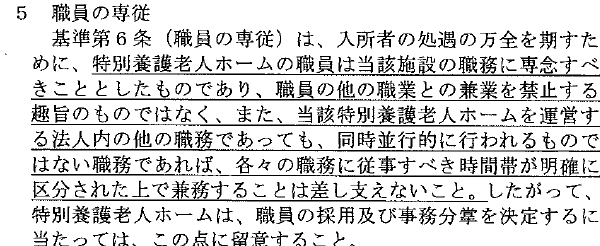 5 職員の専従
基準第6条(職員の専従)は、入所者の処遇の万全を期すた
めに、特別養護老人ホームの職員は当該施設の職務に専念すべ
きこととしたものであり、職員の他の職業との兼業を禁止する
趣旨のものではなく、また、当該特別養護老人ホームを運営す
る法人内の他の職務であっても、同時並行的に行われるもので
はない職務であれば、各々の職務に従事すべき時間帯が明確に
区分された上で兼務することは差し支えないこと。したがって、
特別養護老人ホームは、職員の採用及び事務分掌を決定するに
当たっては、この点に留意すること。